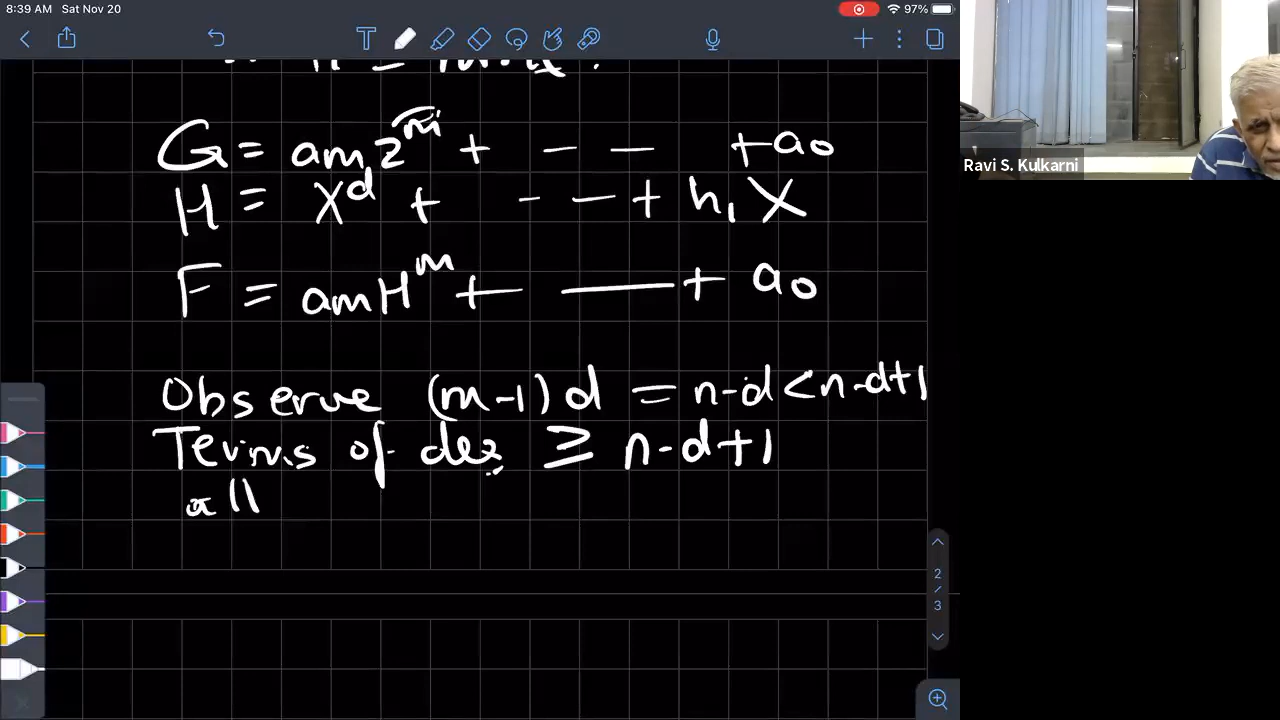 8:39 AM Sat Nov 20
97%
Ravi S. Kulkarni
G = amz^m + - - + a0
H = X^d + - - + h1 X
F = amH^m + —— + a0
Observe (m-1)d = n-d < n-d+1
Terms of deg ≥ n-d+1
all
2
/
3